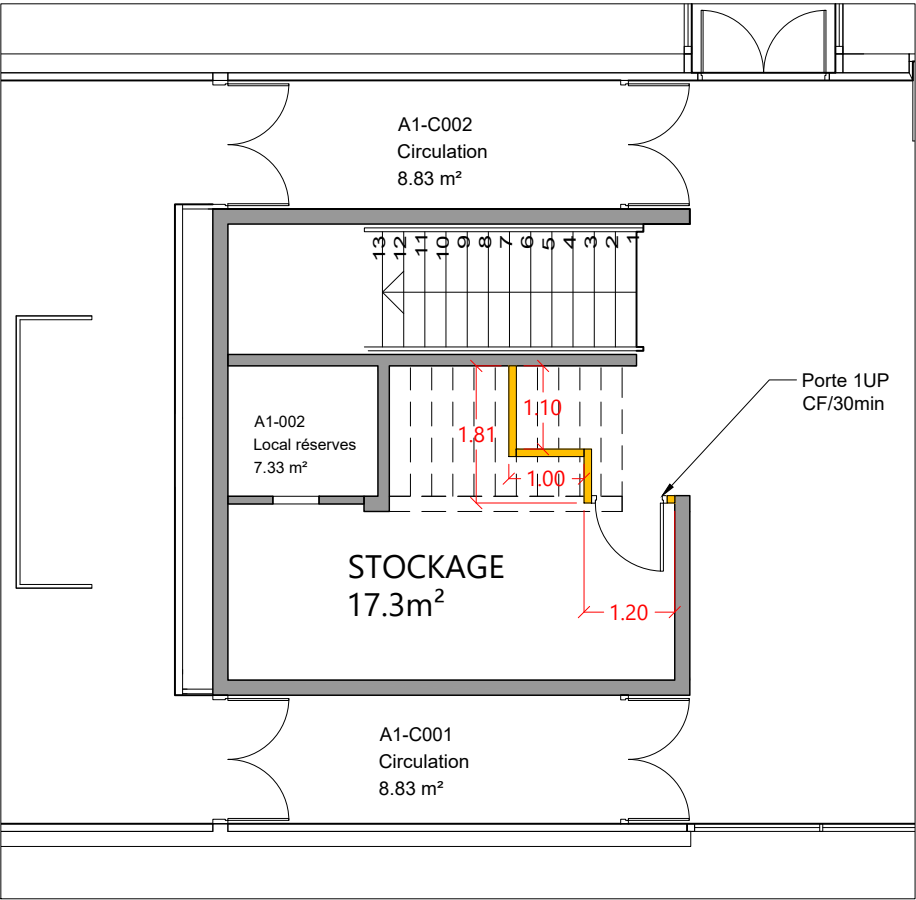 A1-C002
Circulation
8.83 m²
13 12 11 10 9 8 7 6 5 4 3 2 1
Porte 1UP
CF/30min
A1-002
Local réserves
7.33 m²
1.10
1.81
1.00
STOCKAGE
17.3m²
1.20
A1-C001
Circulation
8.83 m²